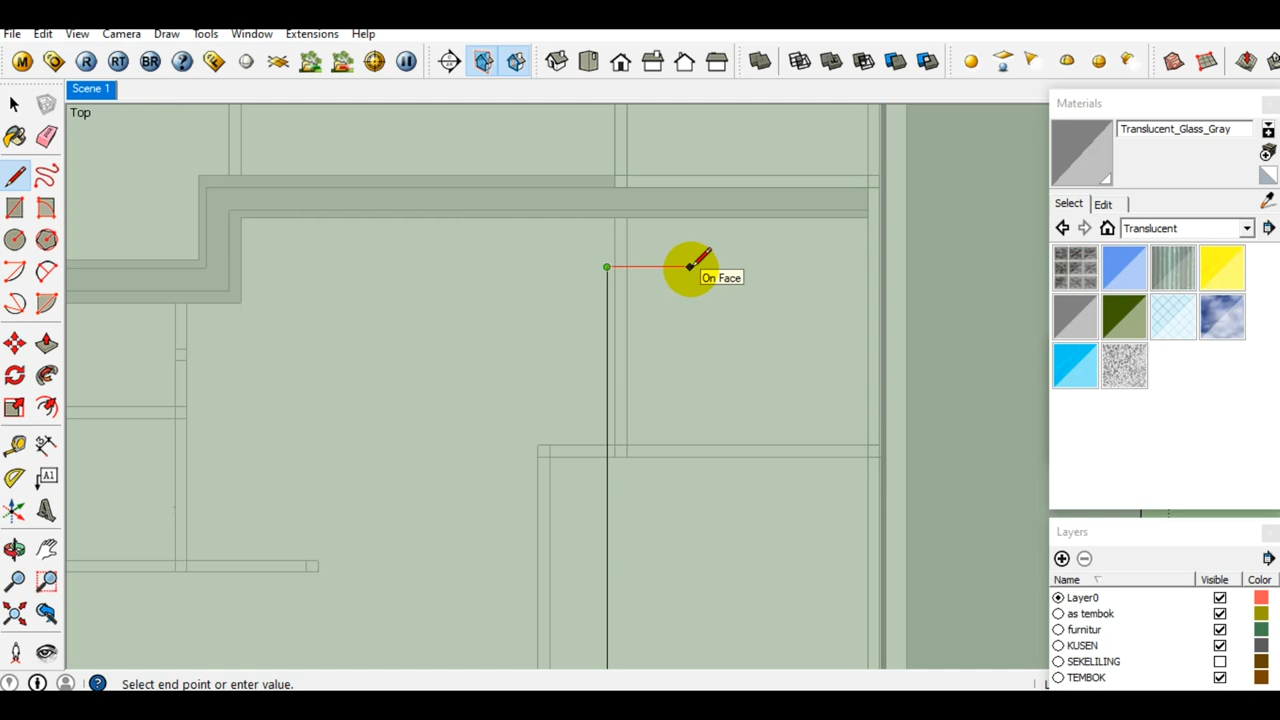 File Edit View Camera Draw Tools Window Extensions Help
M R RT BR ?
Scene 1
Top
Materials
Translucent_Glass_Gray
Select Edit
Translucent
On Face
A1
Layers
Name Visible Color
Layer0
as tembok
furnitur
KUSEN
SEKELILING
TEMBOK
? Select end point or enter value.